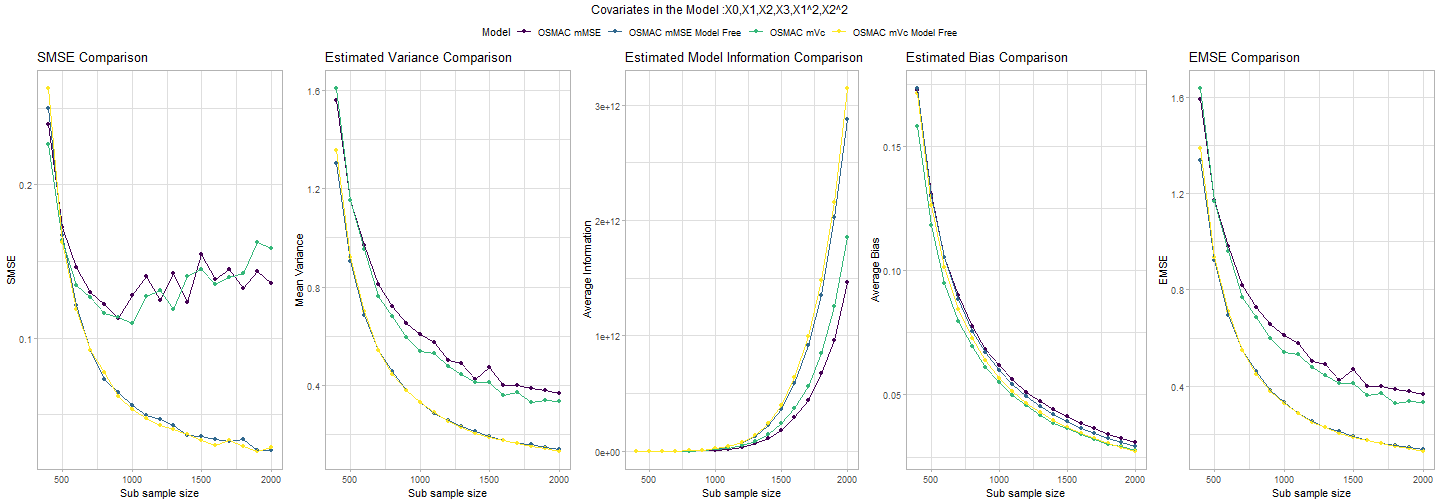 Covariates in the Model :X0,X1,X2,X3,X1^2,X2^2
Model OSMAC mMSE OSMAC mMSE Model Free OSMAC mVc OSMAC mVc Model Free
SMSE Comparison
SMSE
0.2
0.1
500 1000 1500 2000
Sub sample size
Estimated Variance Comparison
Mean Variance
1.6
1.2
0.8
0.4
500 1000 1500 2000
Sub sample size
Estimated Model Information Comparison
Average Information
3e+12
2e+12
1e+12
0e+00
500 1000 1500 2000
Sub sample size
Estimated Bias Comparison
Average Bias
0.15
0.10
0.05
500 1000 1500 2000
Sub sample size
EMSE Comparison
EMSE
1.6
1.2
0.8
0.4
500 1000 1500 2000
Sub sample size